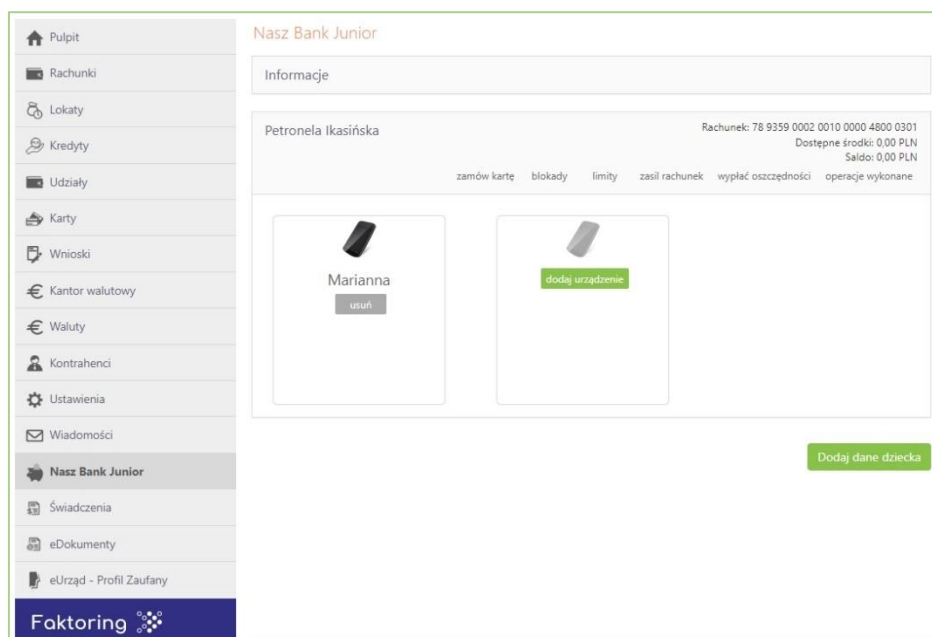 Pulpit
Rachunki
Lokaty
Kredyty
Udziały
Karty
Wnioski
Kantor walutowy
Waluty
Kontrahenci
Ustawienia
Wiadomości
Nasz Bank Junior
Świadczenia
eDokumenty
eUrząd - Profil Zaufany
Faktoring
Nasz Bank Junior
Informacje
Petronela Ikasińska
Rachunek: 78 9359 0002 0010 0000 4800 0301
Dostępne środki: 0,00 PLN
Saldo: 0,00 PLN
zamów kartę blokady limity zasil rachunek wypłać oszczędności operacje wykonane
Marianna
usuń
dodaj urządzenie
Dodaj dane dziecka